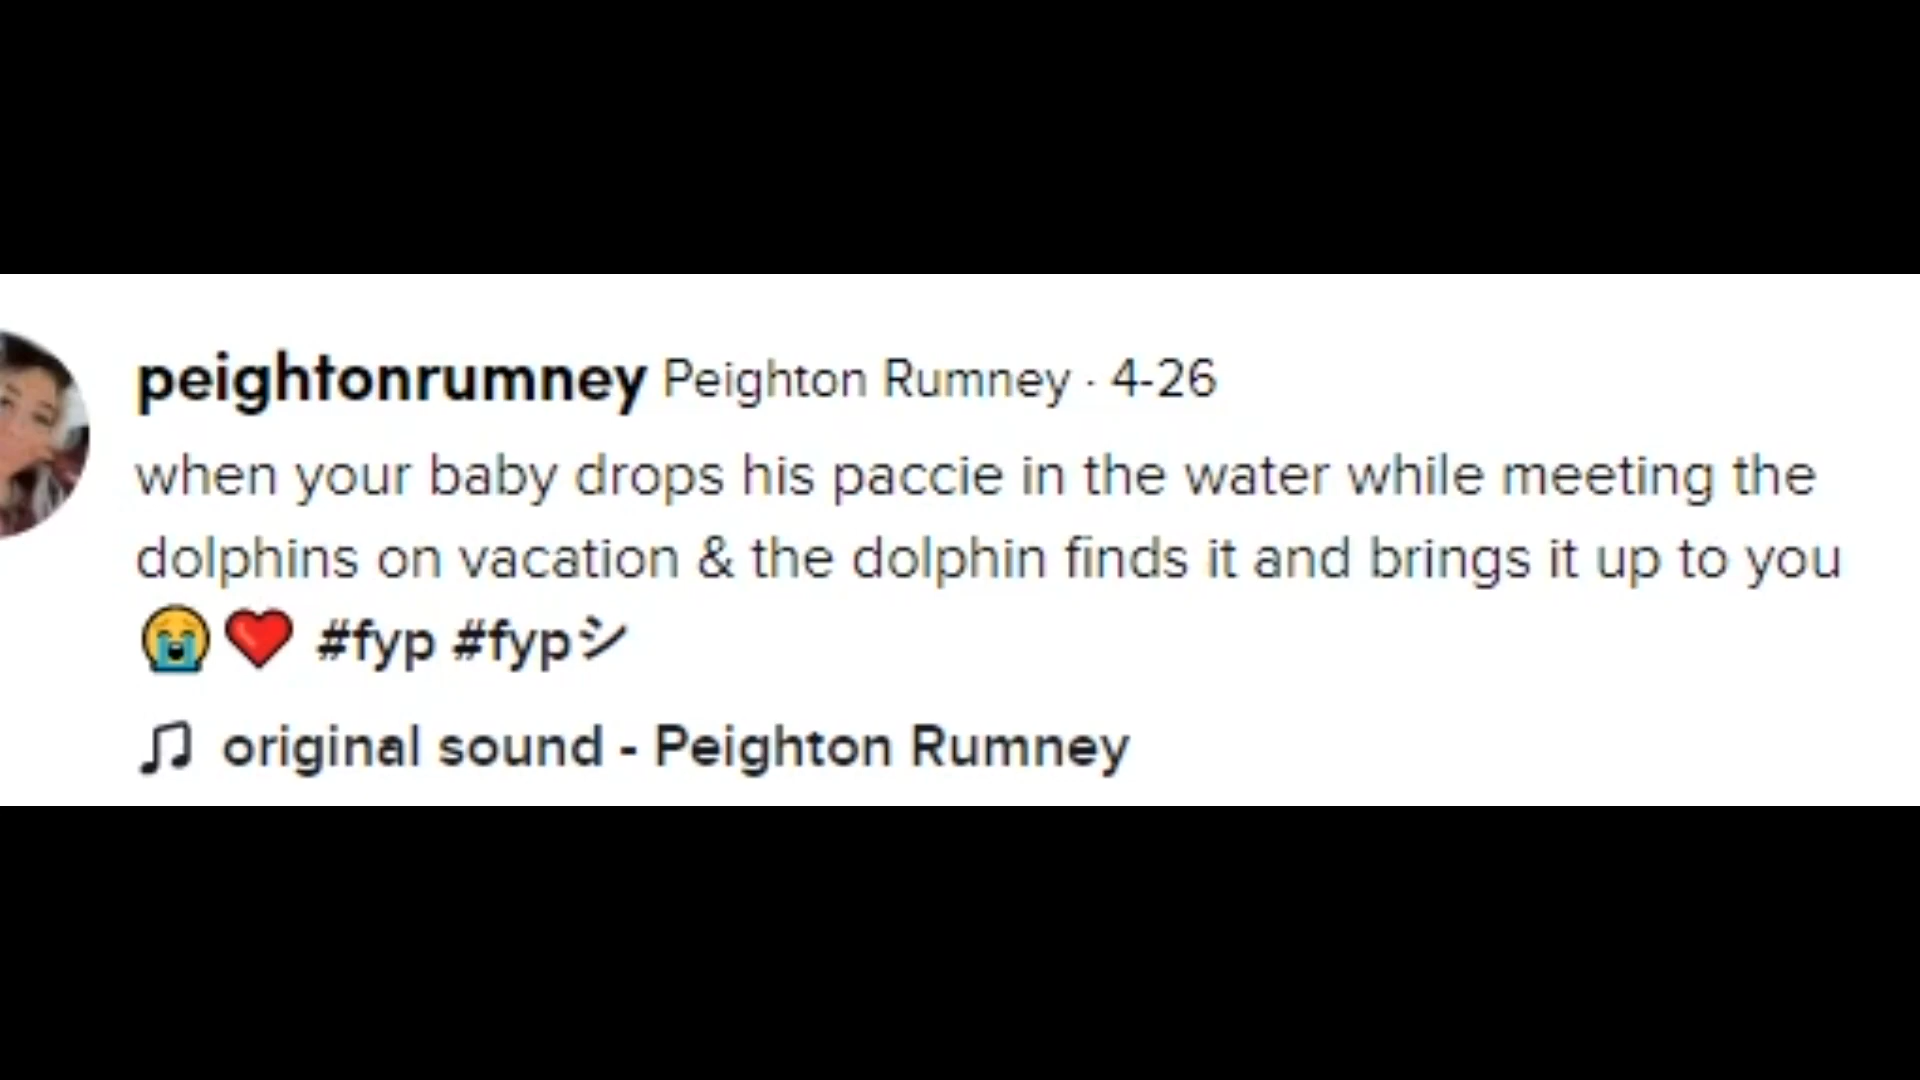 peightonrumney Peighton Rumney · 4-26
when your baby drops his paccie in the water while meeting the
dolphins on vacation & the dolphin finds it and brings it up to you
😭❤️ #fyp #fypシ
♫ original sound - Peighton Rumney